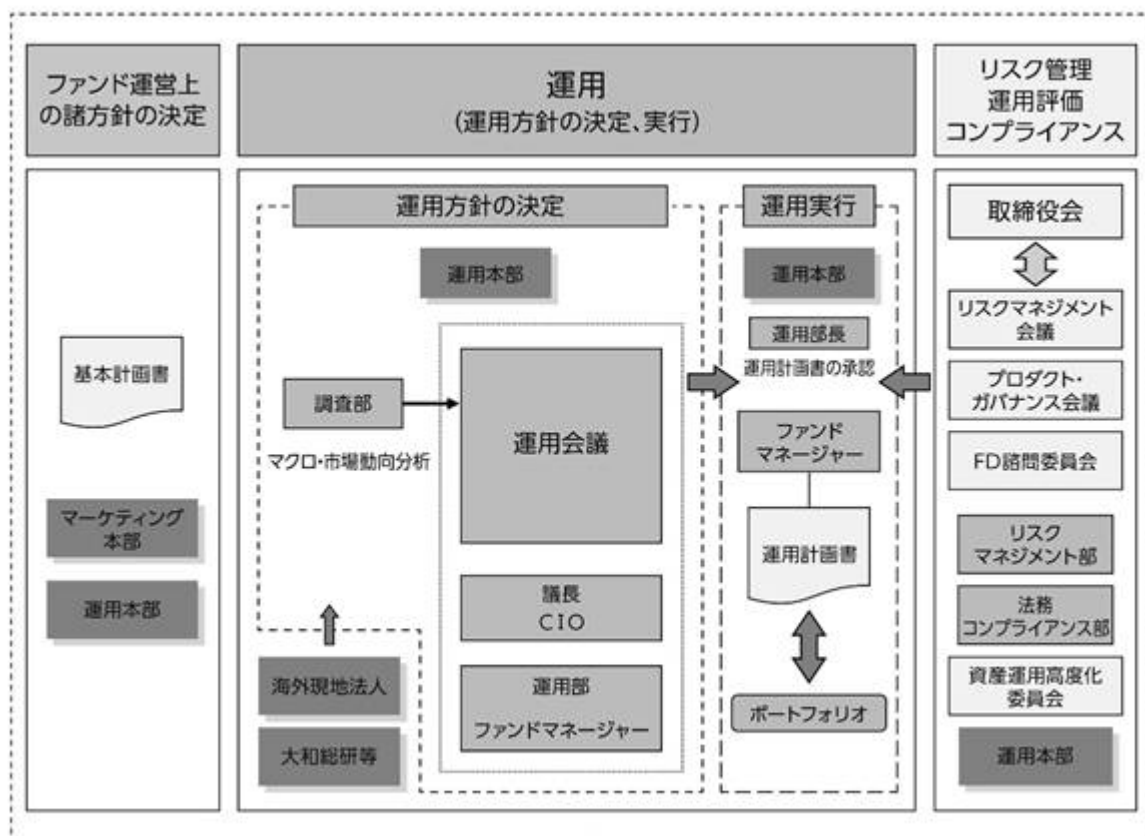 ファンド運営上
の諸方針の決定
運用
(運用方針の決定、実行)
リスク管理
運用評価
コンプライアンス
基本計画書
マーケティング
本部
運用本部
運用方針の決定
運用本部
調査部
マクロ・市場動向分析
運用会議
議長
CIO
運用部
ファンドマネージャー
海外現地法人
大和総研等
運用実行
運用本部
運用部長
運用計画書の承認
ファンド
マネージャー
運用計画書
ポートフォリオ
取締役会
リスクマネジメント
会議
プロダクト・
ガバナンス会議
FD諮問委員会
リスク
マネジメント部
法務
コンプライアンス部
資産運用高度化
委員会
運用本部